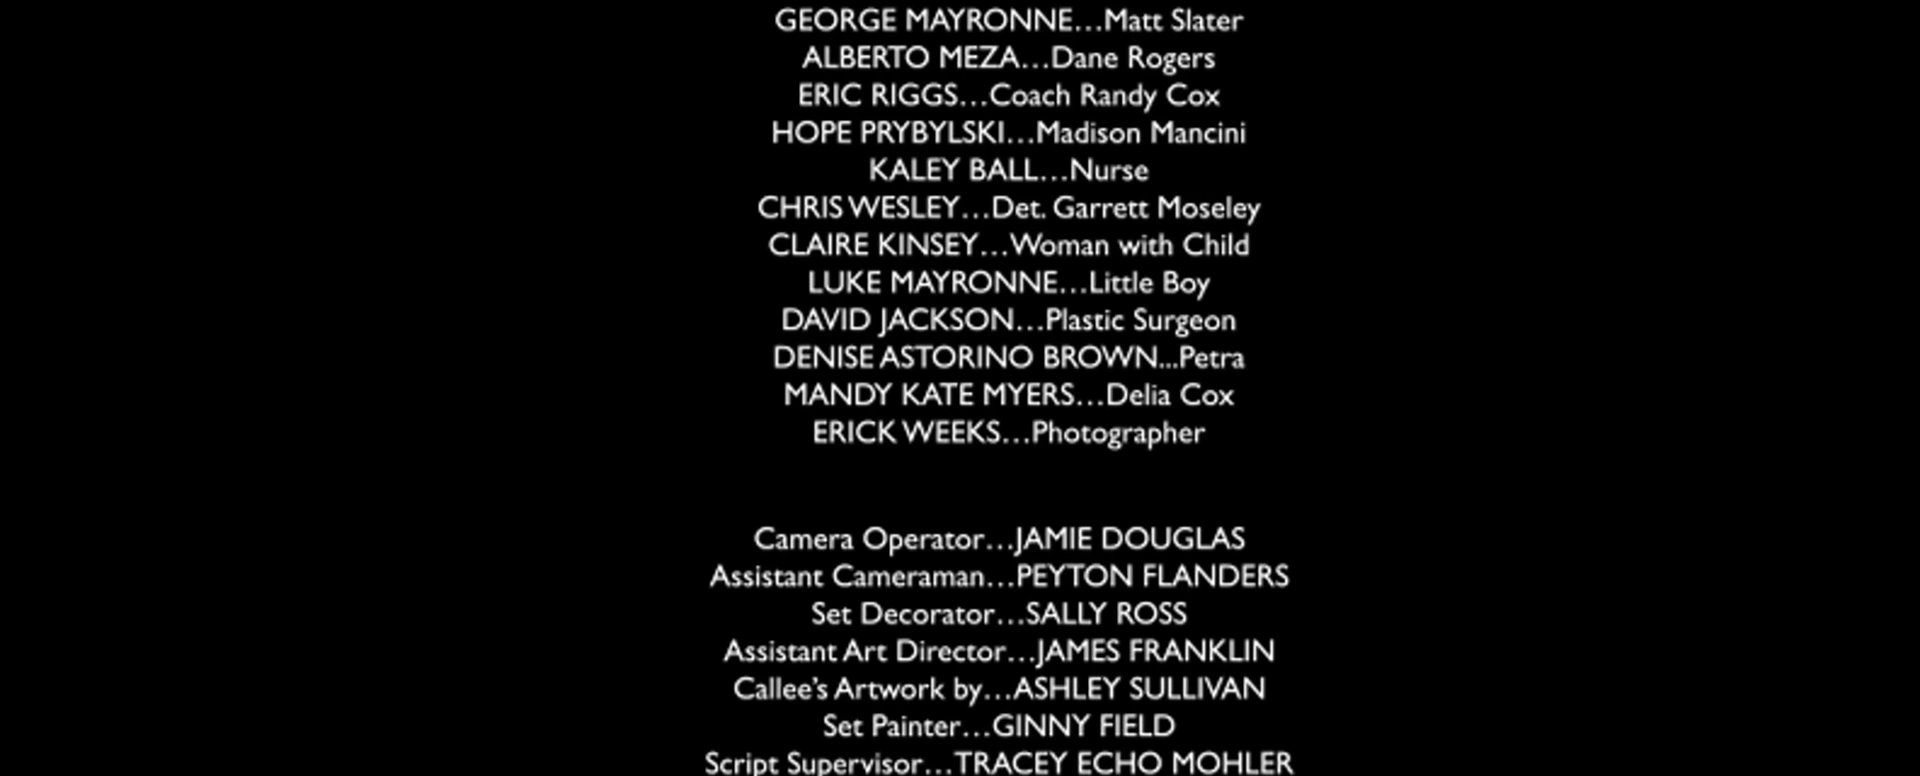 GEORGE MAYRONNE…Matt Slater
ALBERTO MEZA…Dane Rogers
ERIC RIGGS…Coach Randy Cox
HOPE PRYBYLSKI…Madison Mancini
KALEY BALL…Nurse
CHRIS WESLEY…Det. Garrett Moseley
CLAIRE KINSEY…Woman with Child
LUKE MAYRONNE…Little Boy
DAVID JACKSON…Plastic Surgeon
DENISE ASTORINO BROWN...Petra
MANDY KATE MYERS…Delia Cox
ERICK WEEKS…Photographer
Camera Operator…JAMIE DOUGLAS
Assistant Cameraman…PEYTON FLANDERS
Set Decorator…SALLY ROSS
Assistant Art Director…JAMES FRANKLIN
Callee’s Artwork by…ASHLEY SULLIVAN
Set Painter…GINNY FIELD
Script Supervisor…TRACEY ECHO MOHLER